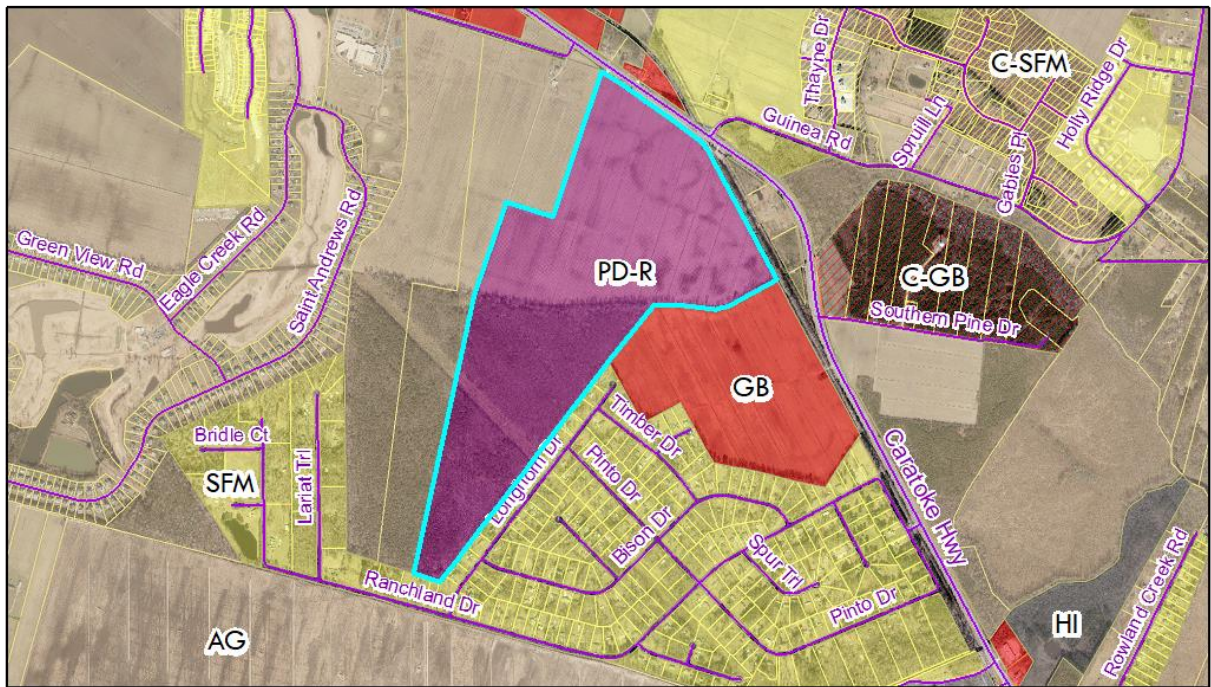 Thayne Dr
C-SFM
Holly Ridge Dr
Guinea Rd
Spruill Ln
Gables Pl
Green View Rd
Eagle Creek Rd
Saint Andrews Rd
PD-R
C-GB
Southern Pine Dr
GB
Timber Dr
Bridle Ct
SFM
Lariat Trl
Longhorn Dr
Pinto Dr
Bison Dr
Caratoke Hwy
Spur Trl
Ranchland Dr
Pinto Dr
AG
HI
Rowland Creek Rd